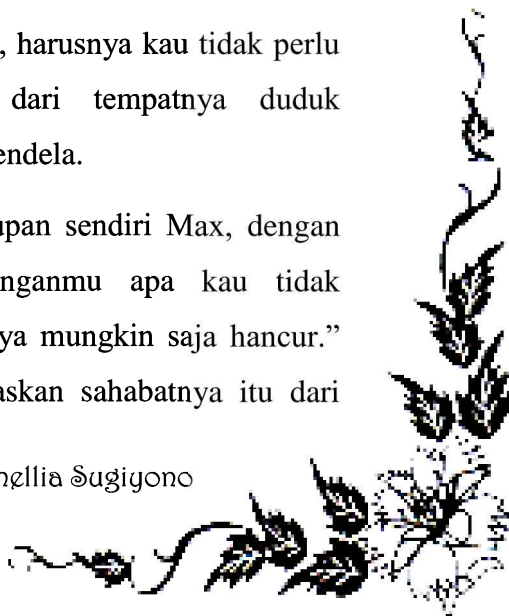 , harusnya kau tidak perlu
dari tempatnya duduk
endela.
upan sendiri Max, dengan
nganmu apa kau tidak
ya mungkin saja hancur.”
askan sahabatnya itu dari
nellia Sugiyono